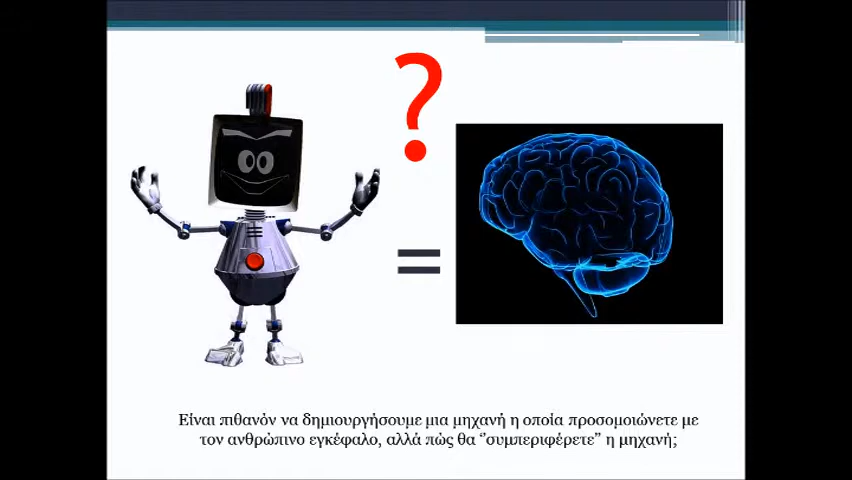 ?
=
Είναι πιθανόν να δημιουργήσουμε μια μηχανή η οποία προσομοιώνετε με
τον ανθρώπινο εγκέφαλο, αλλά πώς θα ‘’συμπεριφέρετε’’ η μηχανή;